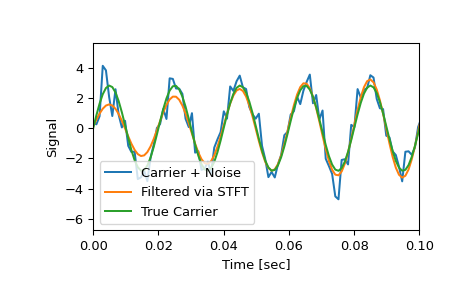 4
2
0
−2
−4
−6
Signal
Carrier + Noise
Filtered via STFT
True Carrier
0.00 0.02 0.04 0.06 0.08 0.10
Time [sec]